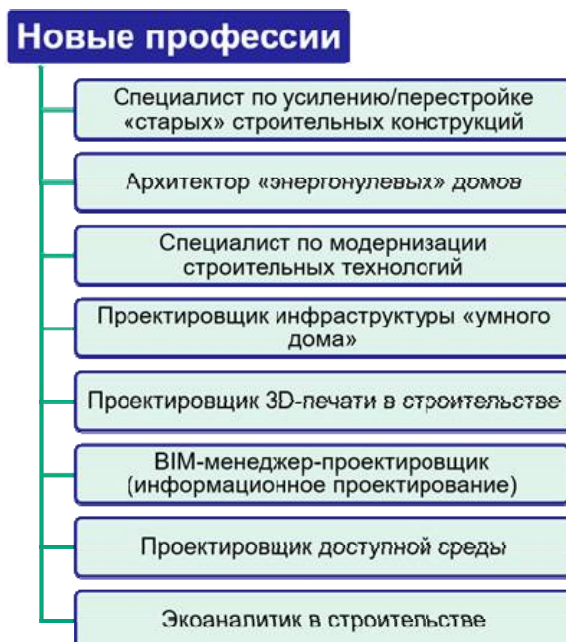 Новые профессии
Специалист по усилению/перестройке
«старых» строительных конструкций
Архитектор «энергонулевых» домов
Специалист по модернизации
строительных технологий
Проектировщик инфраструктуры «умного
дома»
Проектировщик 3D-печати в строительстве
BIM-менеджер-проектировщик
(информационное проектирование)
Проектировщик доступной среды
Экоаналитик в строительстве